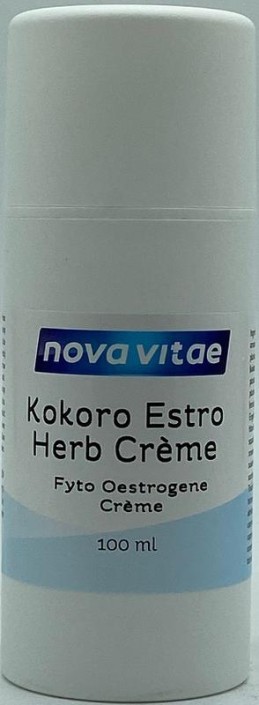 nova vitae
Kokoro Estro
Herb Crème
Fyto Oestrogene
Crème
100 ml